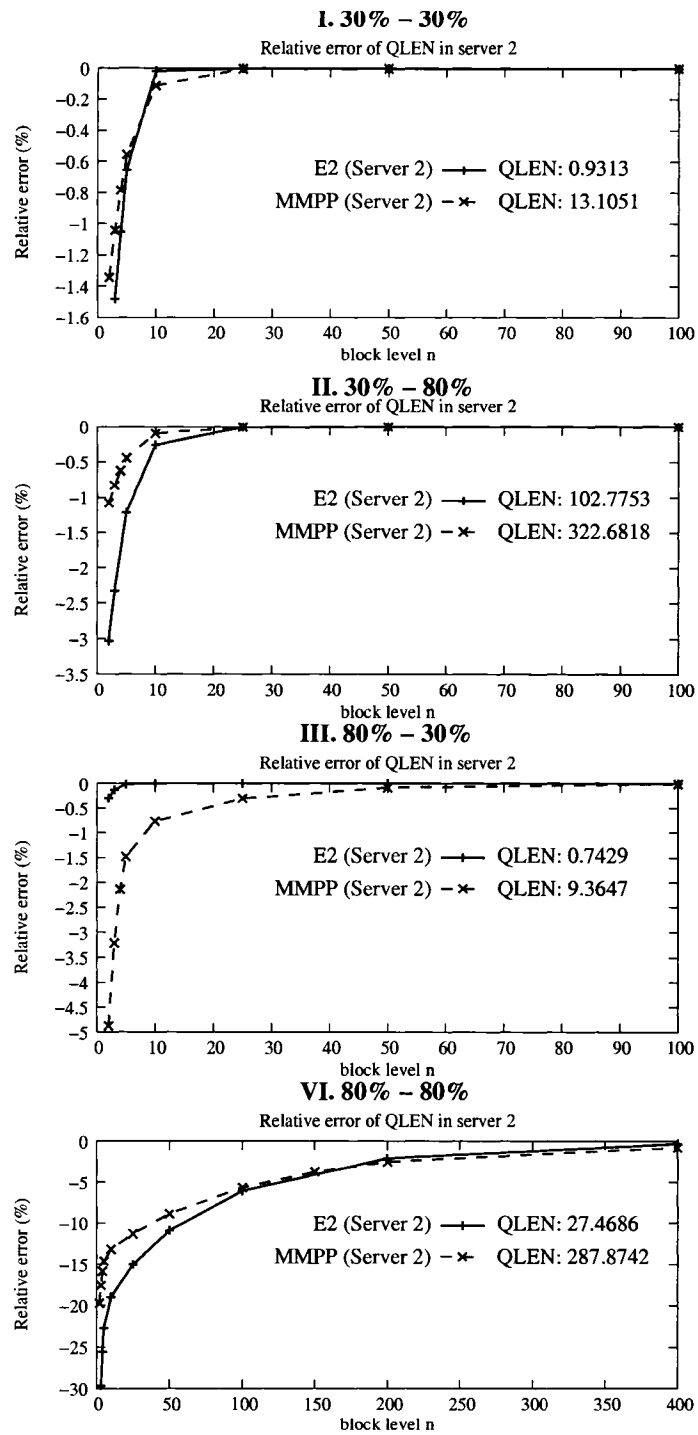 I. 30% – 30%
Relative error of QLEN in server 2
Relative error (%)
0
−0.2
−0.4
−0.6
−0.8
−1
−1.2
−1.4
−1.6
E2 (Server 2) QLEN: 0.9313
MMPP (Server 2) QLEN: 13.1051
0 10 20 30 40 50 60 70 80 90 100
block level n
II. 30% – 80%
Relative error of QLEN in server 2
Relative error (%)
0
−0.5
−1
−1.5
−2
−2.5
−3
−3.5
E2 (Server 2) QLEN: 102.7753
MMPP (Server 2) QLEN: 322.6818
0 10 20 30 40 50 60 70 80 90 100
block level n
III. 80% – 30%
Relative error of QLEN in server 2
Relative error (%)
0
−0.5
−1
−1.5
−2
−2.5
−3
−3.5
−4
−4.5
−5
E2 (Server 2) QLEN: 0.7429
MMPP (Server 2) QLEN: 9.3647
0 10 20 30 40 50 60 70 80 90 100
block level n
VI. 80% – 80%
Relative error of QLEN in server 2
Relative error (%)
0
−5
−10
−15
−20
−25
−30
E2 (Server 2) QLEN: 27.4686
MMPP (Server 2) QLEN: 287.8742
0 50 100 150 200 250 300 350 400
block level n